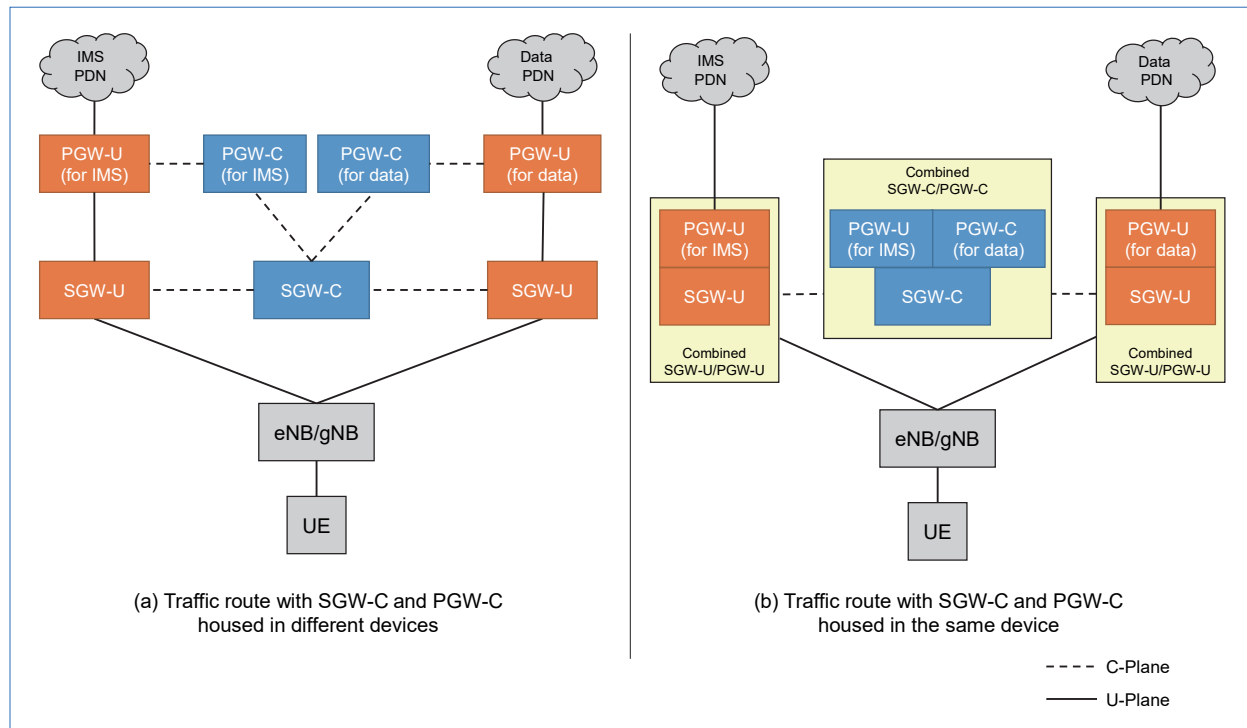 IMS
PDN
Data
PDN
PGW-U
(for IMS)
PGW-C
(for IMS)
PGW-C
(for data)
PGW-U
(for data)
SGW-U
SGW-C
SGW-U
eNB/gNB
UE
(a) Traffic route with SGW-C and PGW-C
housed in different devices
IMS
PDN
Data
PDN
Combined
SGW-C/PGW-C
PGW-U
(for IMS)
PGW-U
(for IMS)
PGW-C
(for data)
PGW-U
(for data)
SGW-U
SGW-C
SGW-U
Combined
SGW-U/PGW-U
Combined
SGW-U/PGW-U
eNB/gNB
UE
(b) Traffic route with SGW-C and PGW-C
housed in the same device
C-Plane
U-Plane